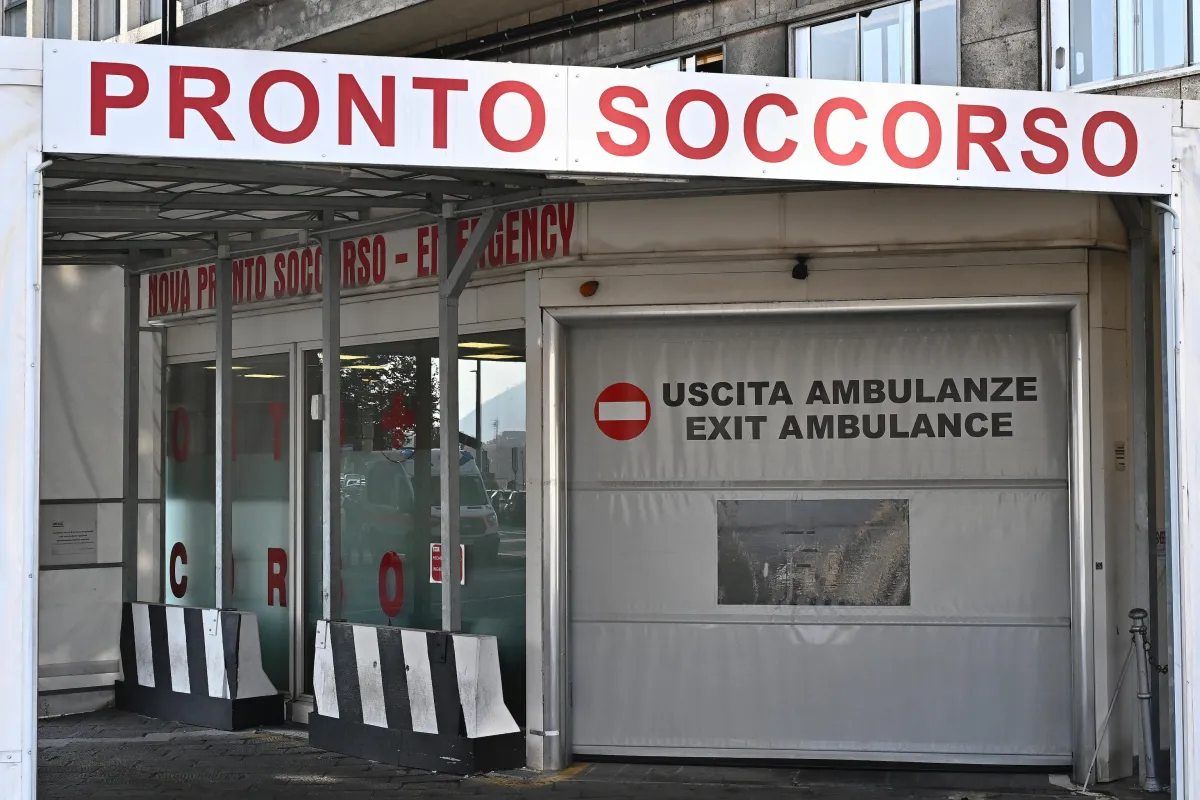 PRONTO SOCCORSO
NOVA PRONTO SOCCORSO - EMERGENCY
USCITA AMBULANZE
EXIT AMBULANCE
O I T
C R S O